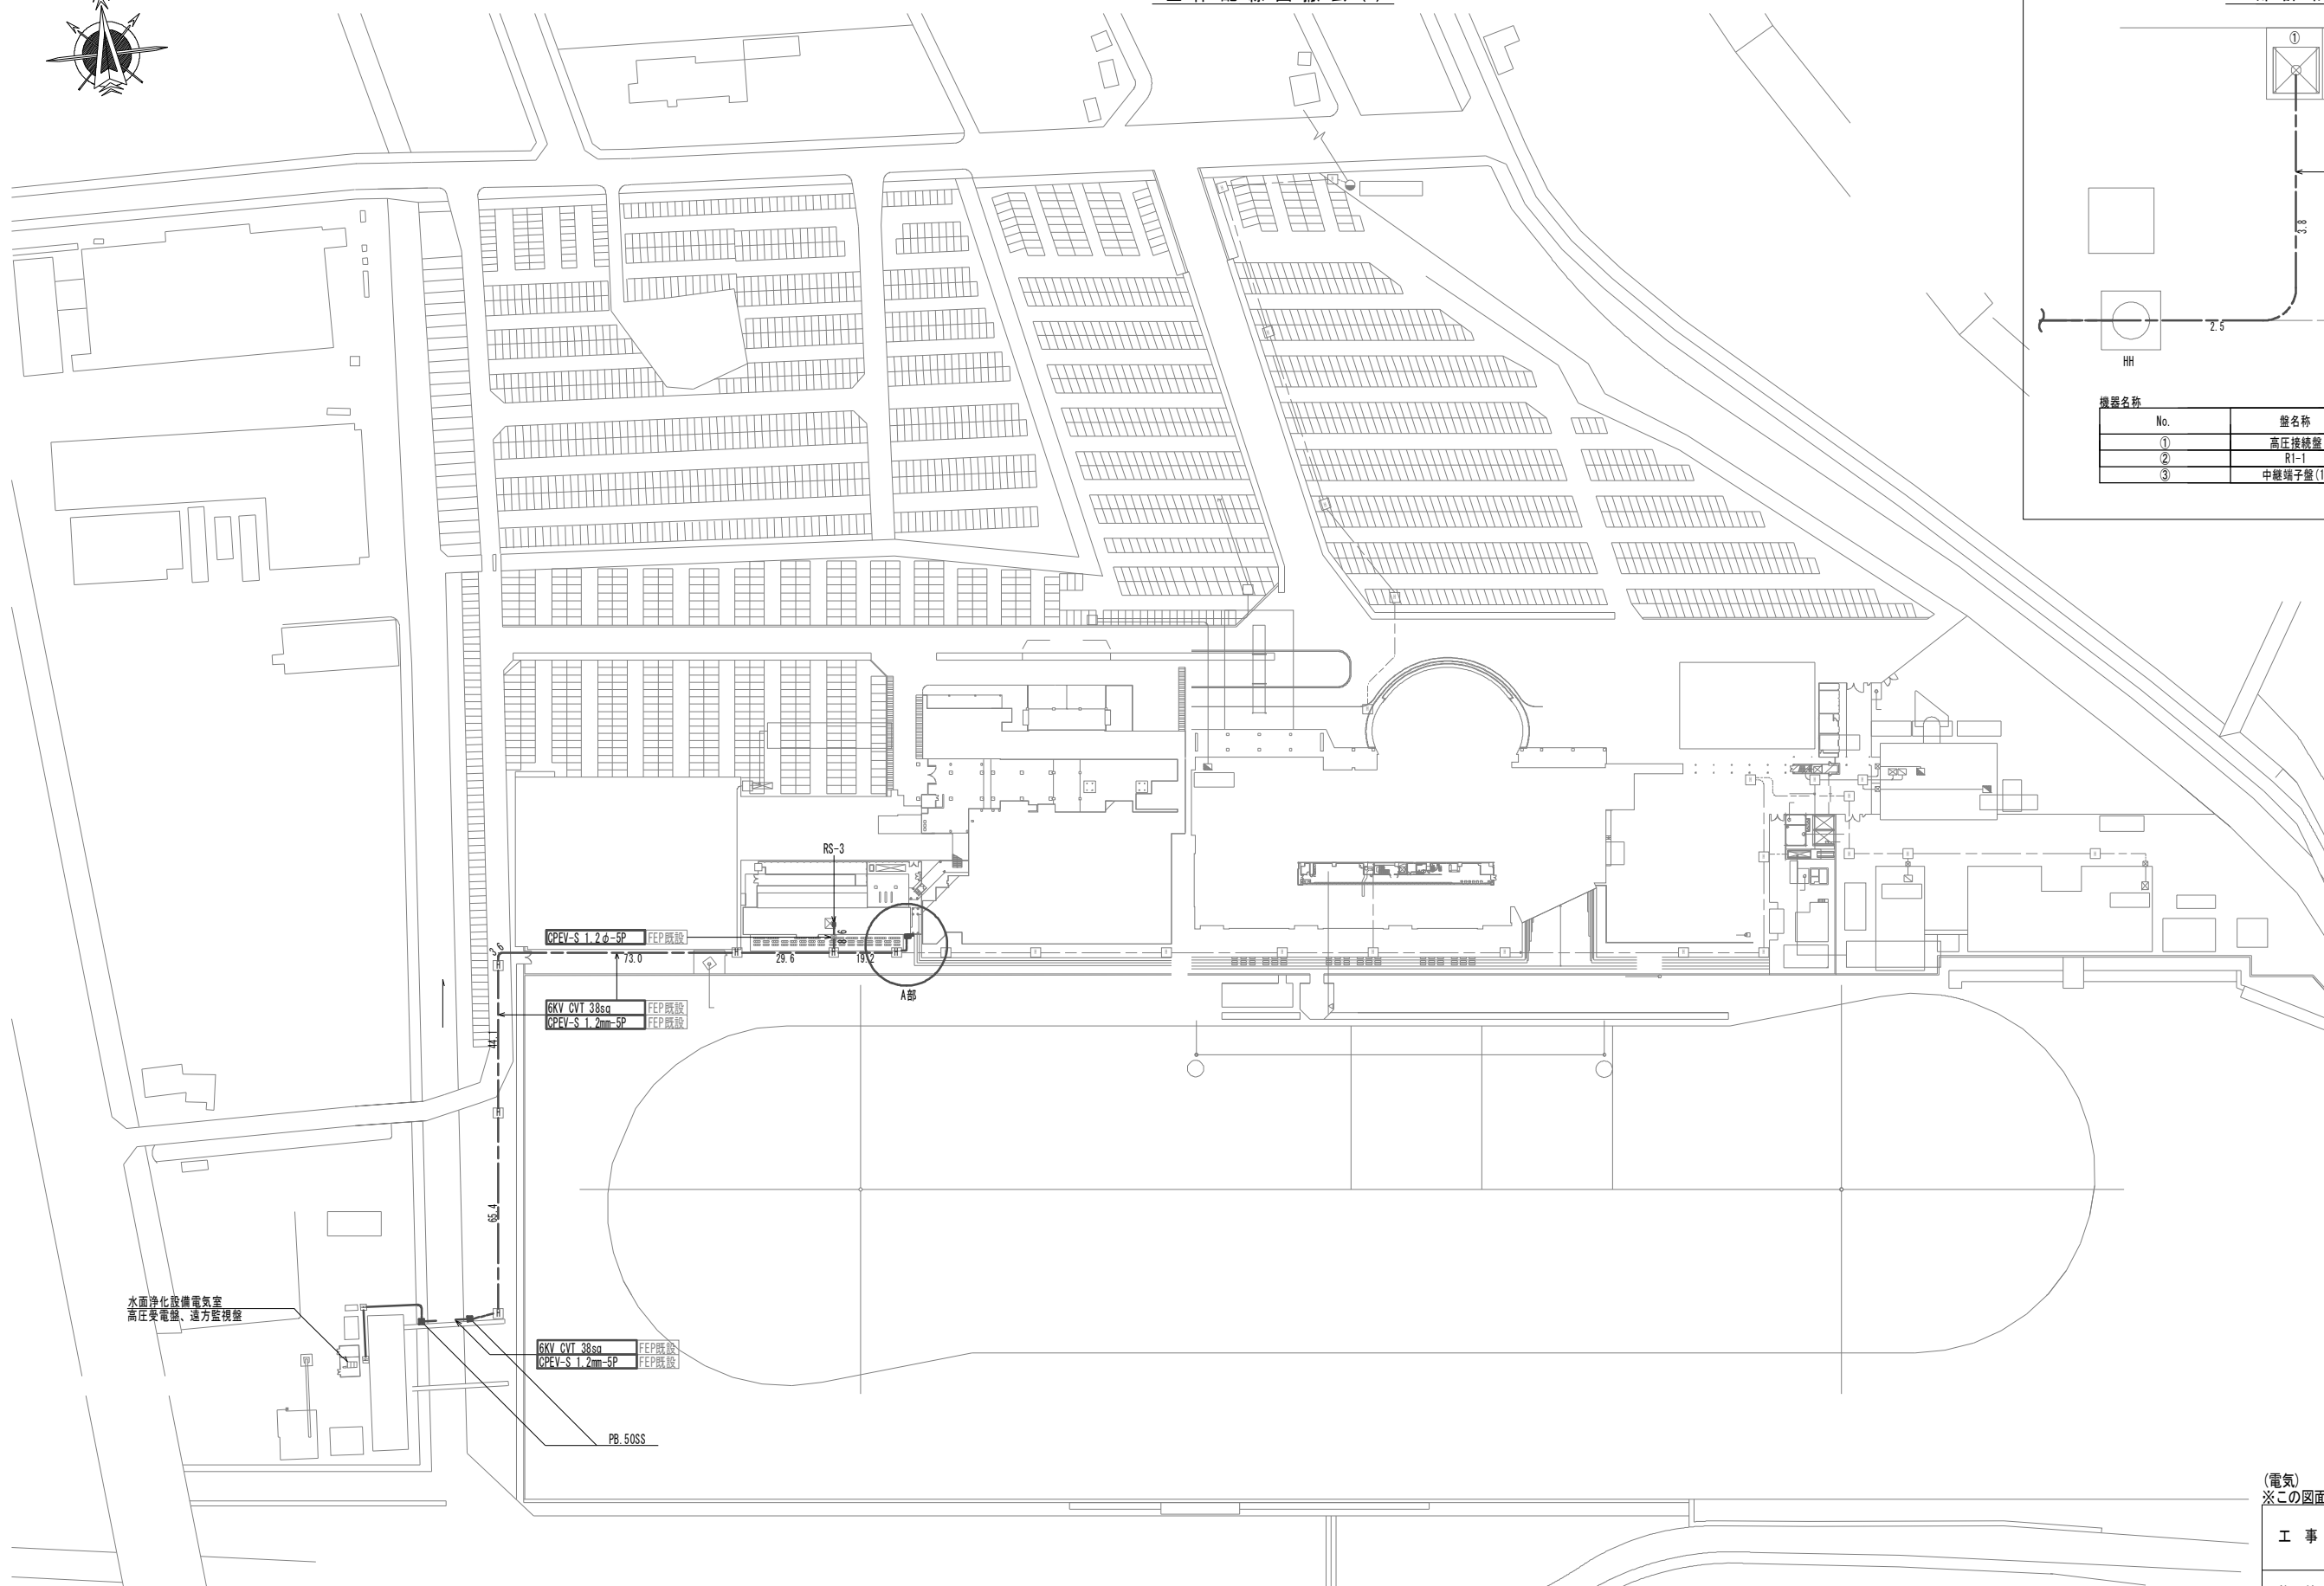 ①
3.8
2.5
HH
機器名称
No. 盤名称
① 高圧接続盤
② R1-1
③ 中継端子盤(1
RS-3
CPEV-S 1.2φ-5P FEP既設
8.6
3.6
73.0
29.6
19.2
A部
6KV CVT 38sq FEP既設
CPEV-S 1.2mm-5P FEP既設
65.4
水面浄化設備電気室
高圧受電盤、遠方監視盤
6KV CVT 38sq FEP既設
CPEV-S 1.2mm-5P FEP既設
PB.50SS
(電気)
※この図面
工 事